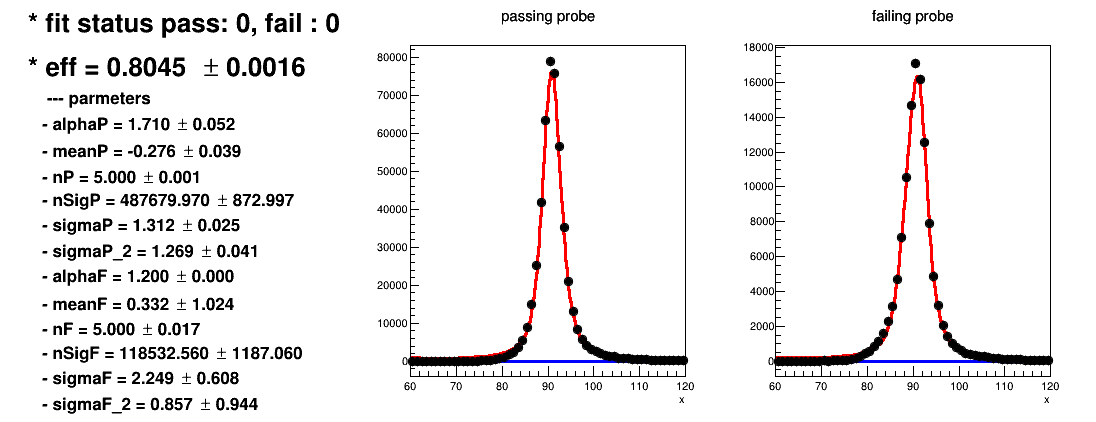 * fit status pass: 0, fail : 0
* eff = 0.8045 ± 0.0016
--- parmeters
- alphaP = 1.710 ± 0.052
- meanP = -0.276 ± 0.039
- nP = 5.000 ± 0.001
- nSigP = 487679.970 ± 872.997
- sigmaP = 1.312 ± 0.025
- sigmaP_2 = 1.269 ± 0.041
- alphaF = 1.200 ± 0.000
- meanF = 0.332 ± 1.024
- nF = 5.000 ± 0.017
- nSigF = 118532.560 ± 1187.060
- sigmaF = 2.249 ± 0.608
- sigmaF_2 = 0.857 ± 0.944
passing probe
80000
70000
60000
50000
40000
30000
20000
10000
0
60 70 80 90 100 110 120
x
failing probe
18000
16000
14000
12000
10000
8000
6000
4000
2000
0
60 70 80 90 100 110 120
x